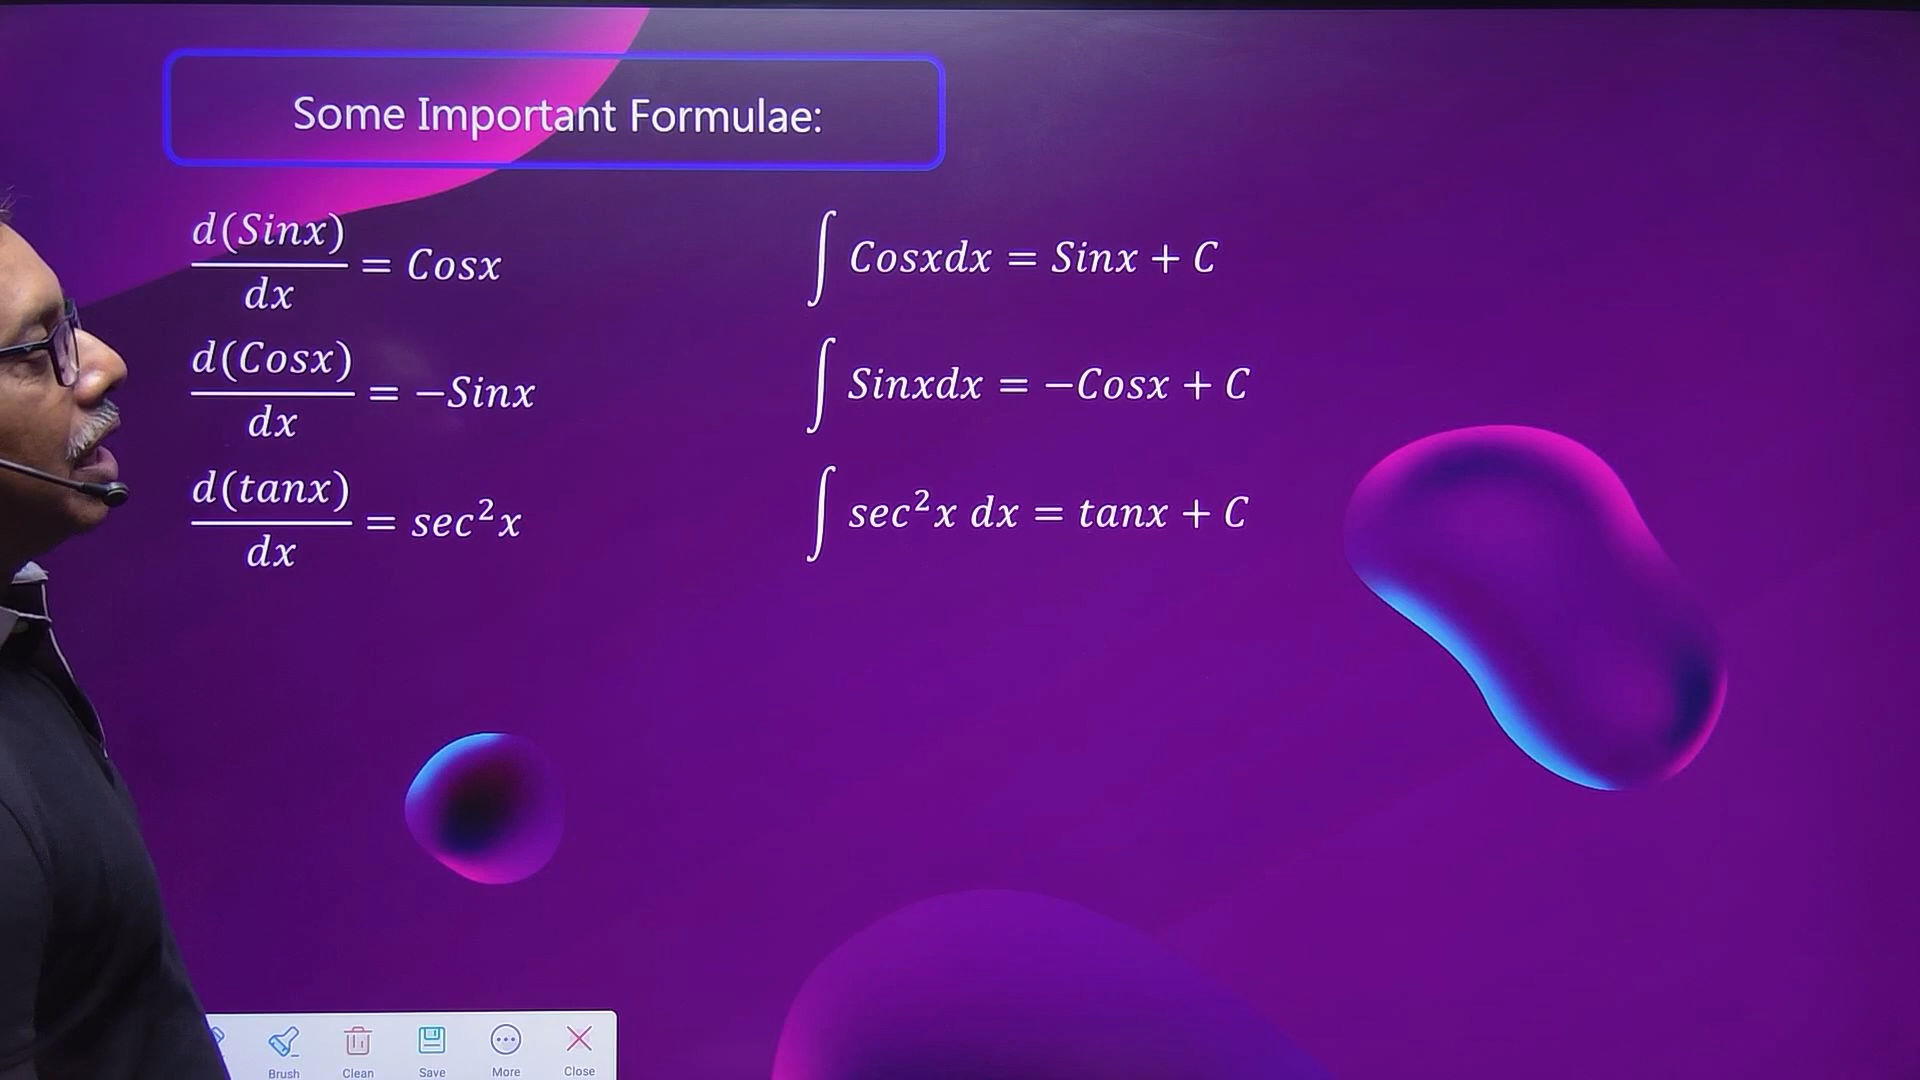 Some Important Formulae:
d(Sinx)/dx = Cosx
∫ Cosxdx = Sinx + C
d(Cosx)/dx = −Sinx
∫ Sinxdx = −Cosx + C
d(tanx)/dx = sec²x
∫ sec²x dx = tanx + C
Brush Clean Save More Close